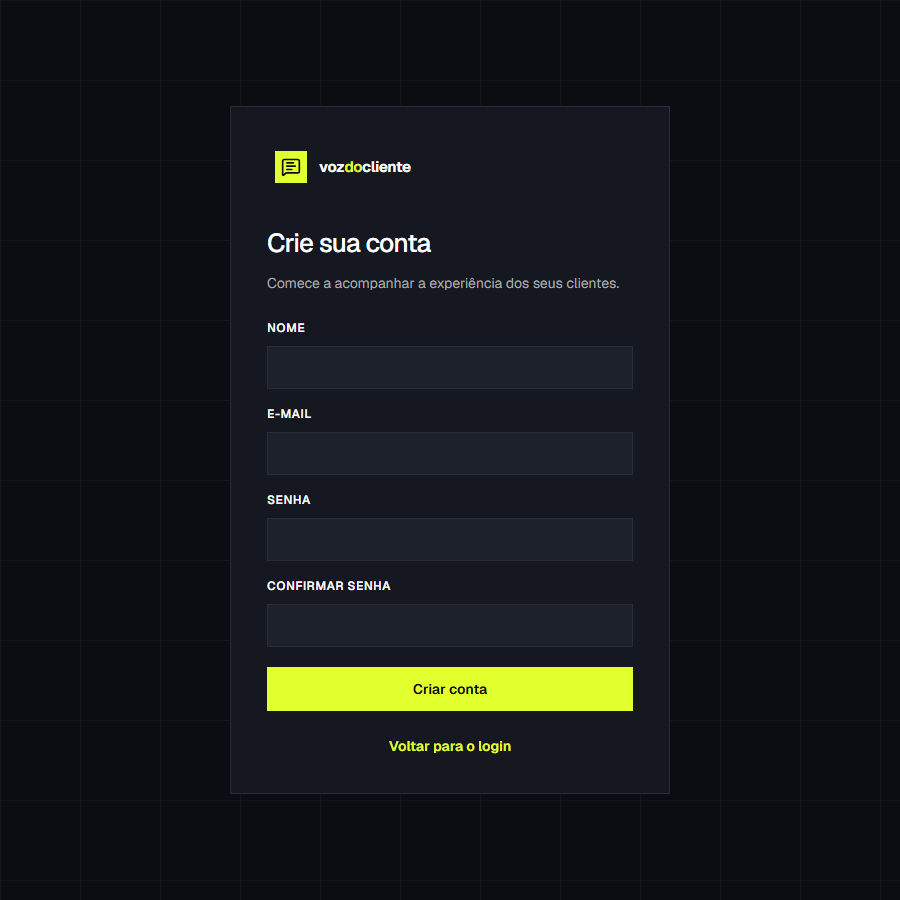 vozdocliente
Crie sua conta
Comece a acompanhar a experiência dos seus clientes.
NOME
E-MAIL
SENHA
CONFIRMAR SENHA
Criar conta
Voltar para o login